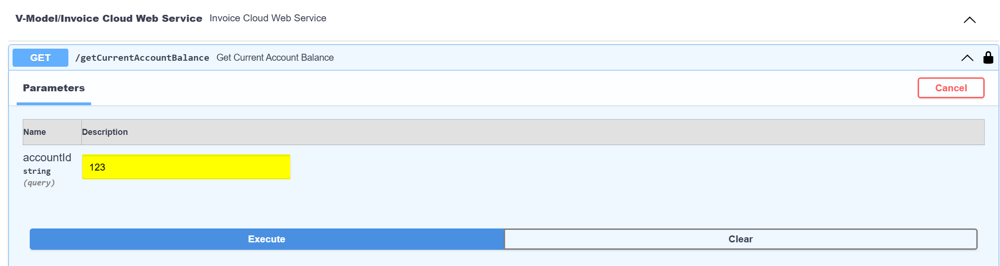 V-Model/Invoice Cloud Web Service Invoice Cloud Web Service
GET /getCurrentAccountBalance Get Current Account Balance
Parameters Cancel
Name Description
accountId
string
(query)
123
Execute Clear